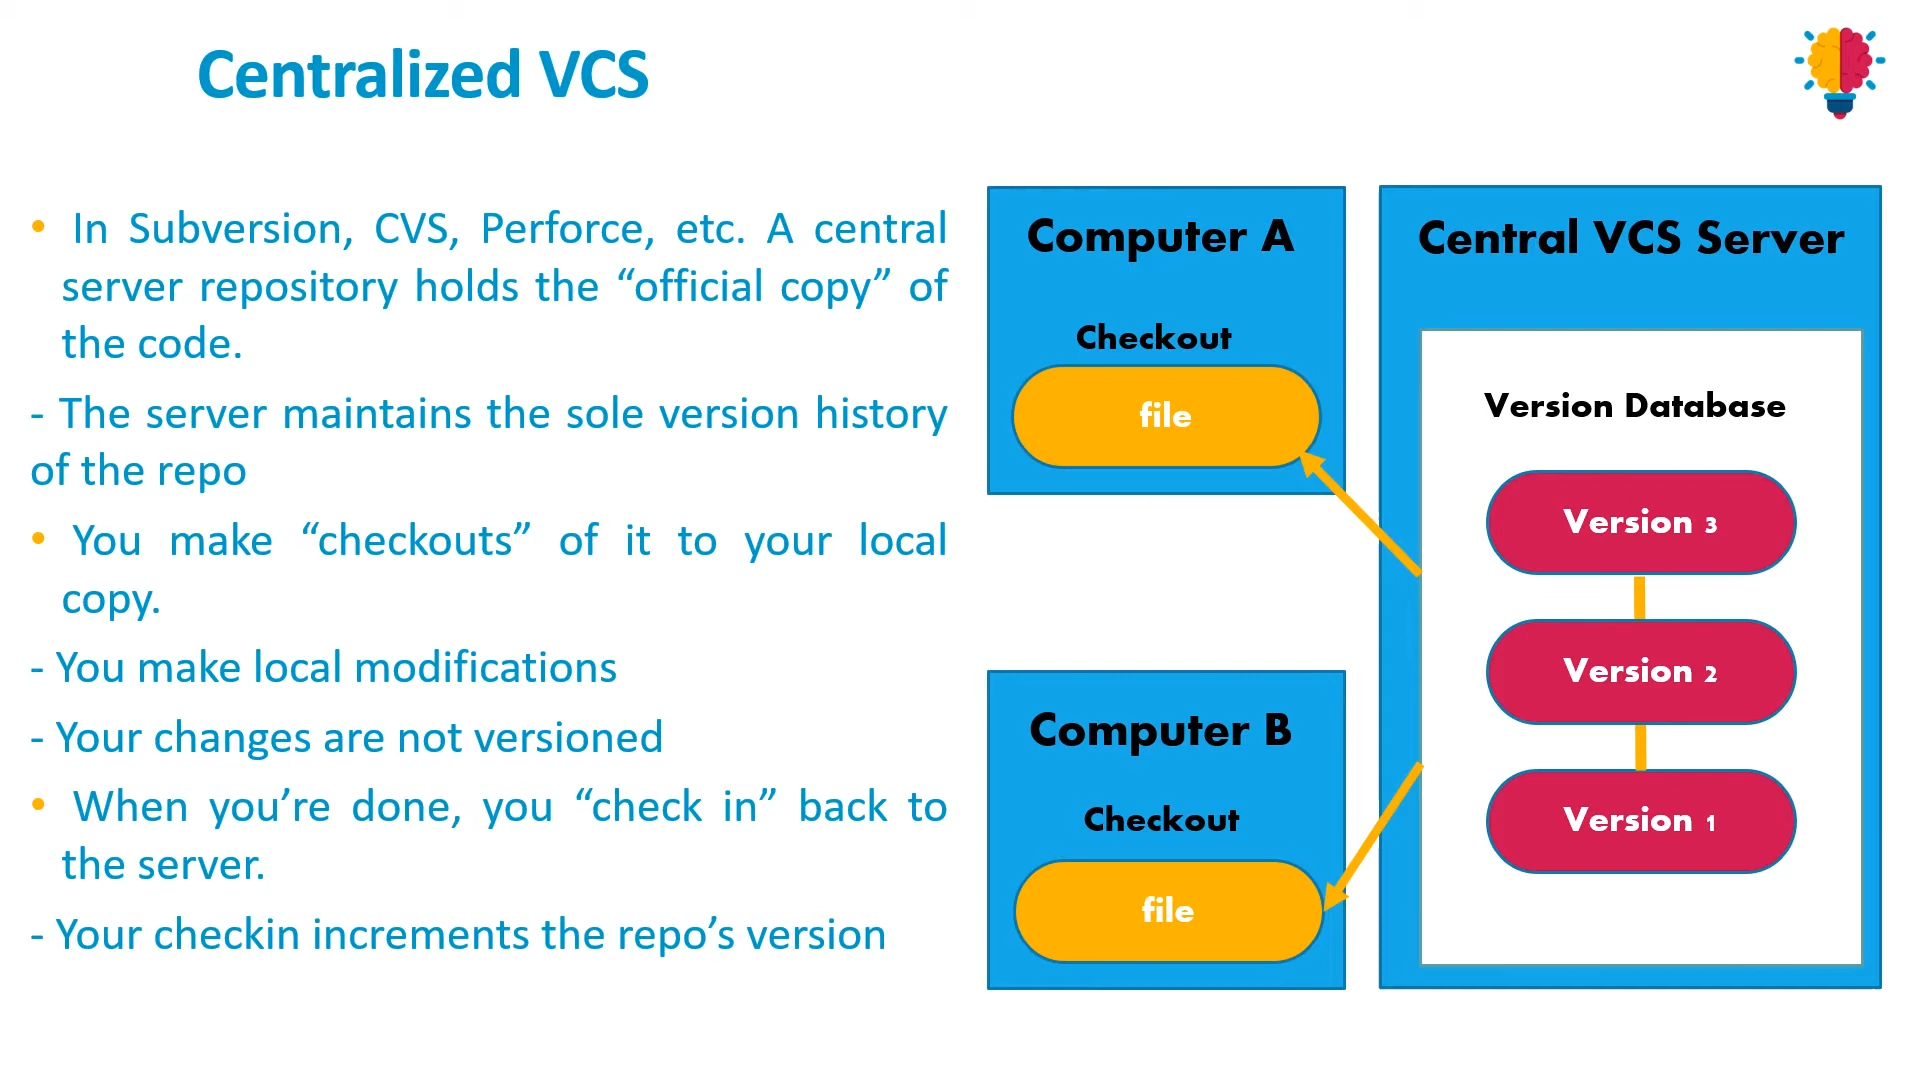 Centralized VCS
• In Subversion, CVS, Perforce, etc. A central
server repository holds the “official copy” of
the code.
- The server maintains the sole version history
of the repo
• You make “checkouts” of it to your local
copy.
- You make local modifications
- Your changes are not versioned
• When you’re done, you “check in” back to
the server.
- Your checkin increments the repo’s version
Computer A
Checkout
file
Computer B
Checkout
file
Central VCS Server
Version Database
Version 3
Version 2
Version 1